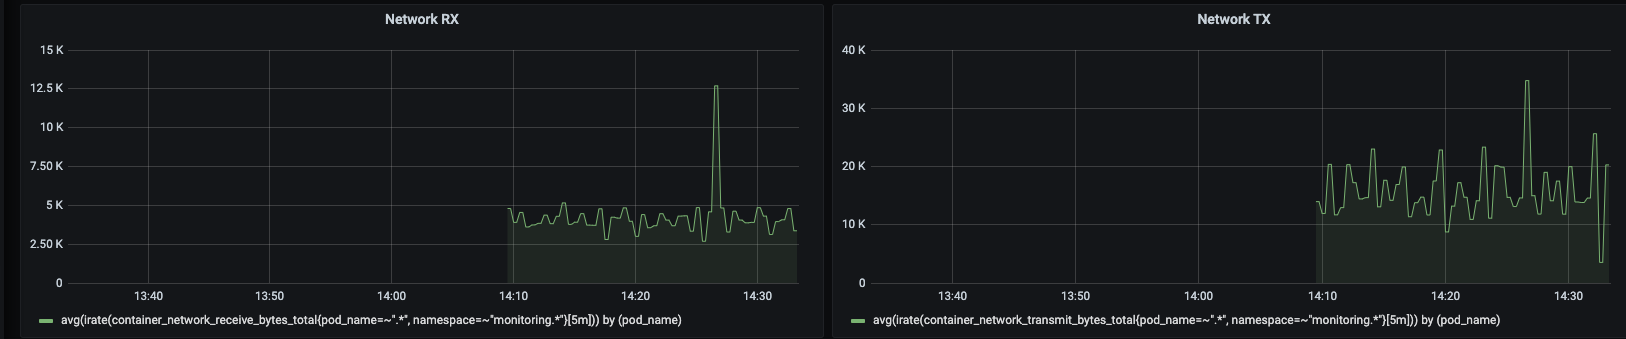 Network RX
15 K
12.5 K
10 K
7.50 K
5 K
2.50 K
0
13:40 13:50 14:00 14:10 14:20 14:30
avg(irate(container_network_receive_bytes_total{pod_name=~".*", namespace=~"monitoring.*"}[5m])) by (pod_name)
Network TX
40 K
30 K
20 K
10 K
0
13:40 13:50 14:00 14:10 14:20 14:30
avg(irate(container_network_transmit_bytes_total{pod_name=~".*", namespace=~"monitoring.*"}[5m])) by (pod_name)